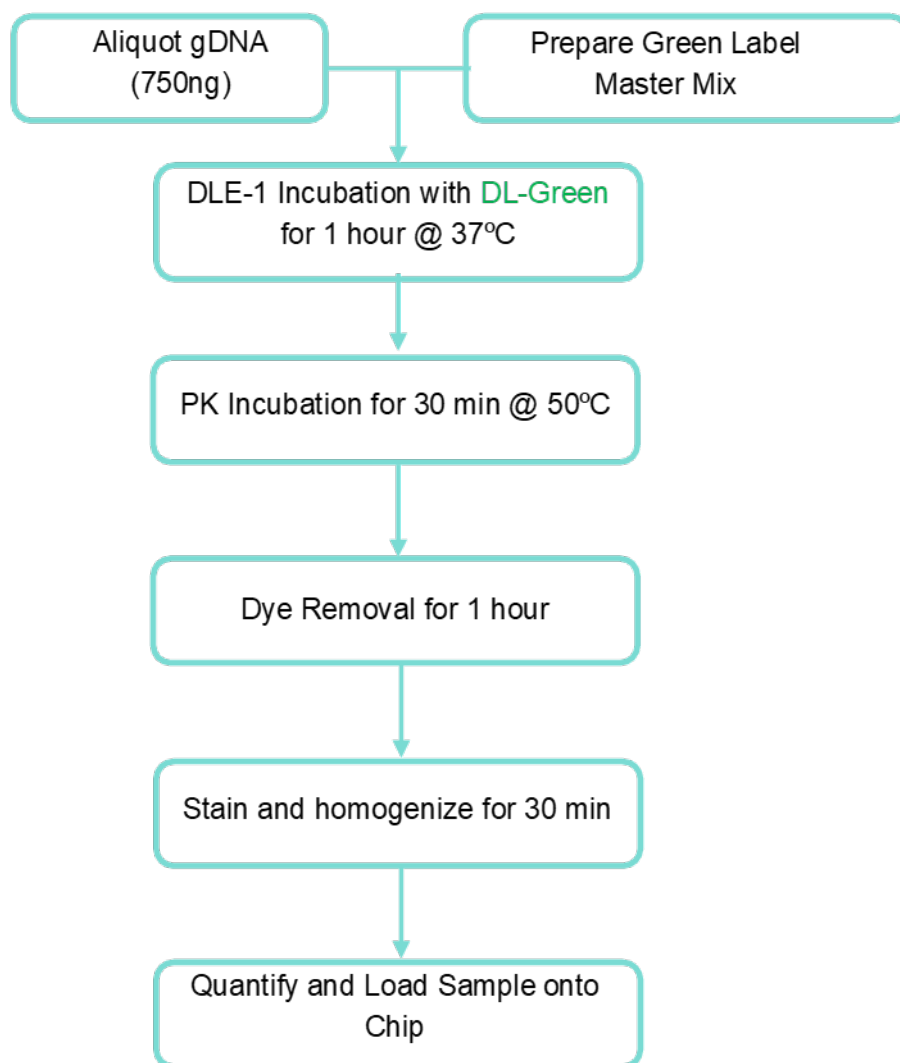 Aliquot gDNA
(750ng)
Prepare Green Label
Master Mix
DLE-1 Incubation with DL-Green
for 1 hour @ 37ºC
PK Incubation for 30 min @ 50ºC
Dye Removal for 1 hour
Stain and homogenize for 30 min
Quantify and Load Sample onto
Chip